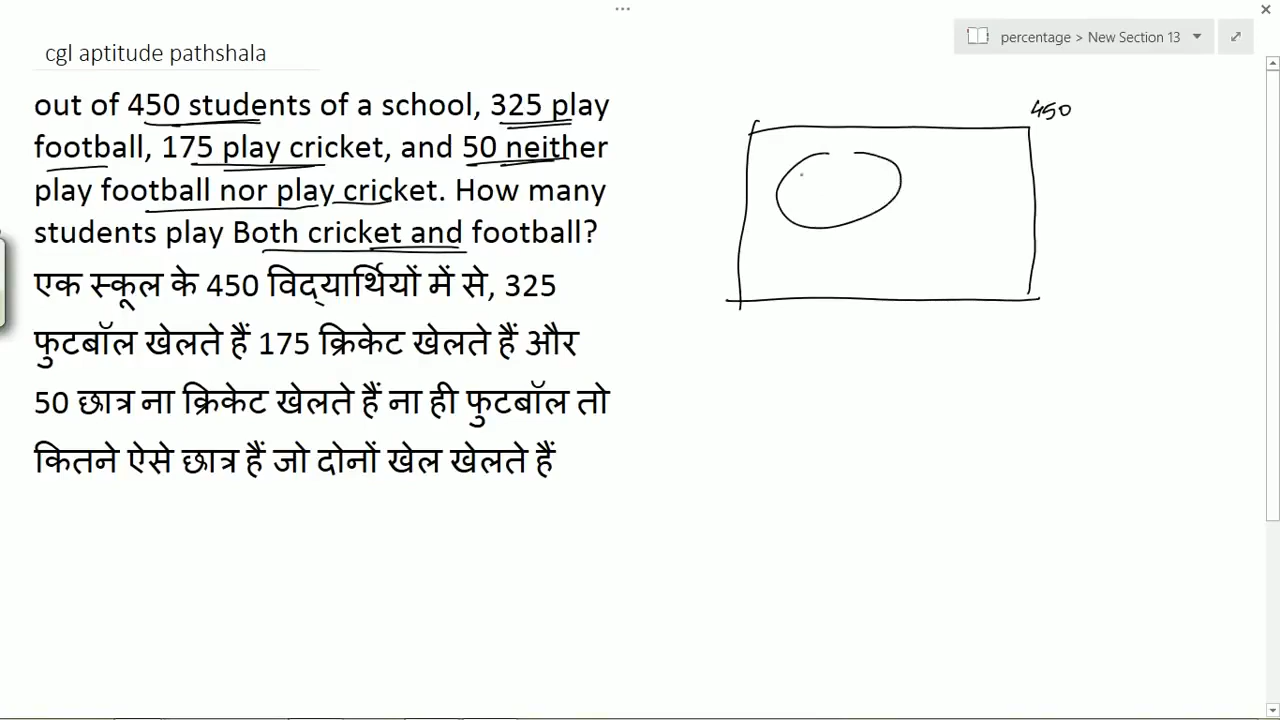 cgl aptitude pathshala
percentage > New Section 13
out of 450 students of a school, 325 play
football, 175 play cricket, and 50 neither
play football nor play cricket. How many
students play Both cricket and football?
एक स्कूल के 450 विद्यार्थियों में से, 325
फुटबॉल खेलते हैं 175 क्रिकेट खेलते हैं और
50 छात्र ना क्रिकेट खेलते हैं ना ही फुटबॉल तो
कितने ऐसे छात्र हैं जो दोनों खेल खेलते हैं
450